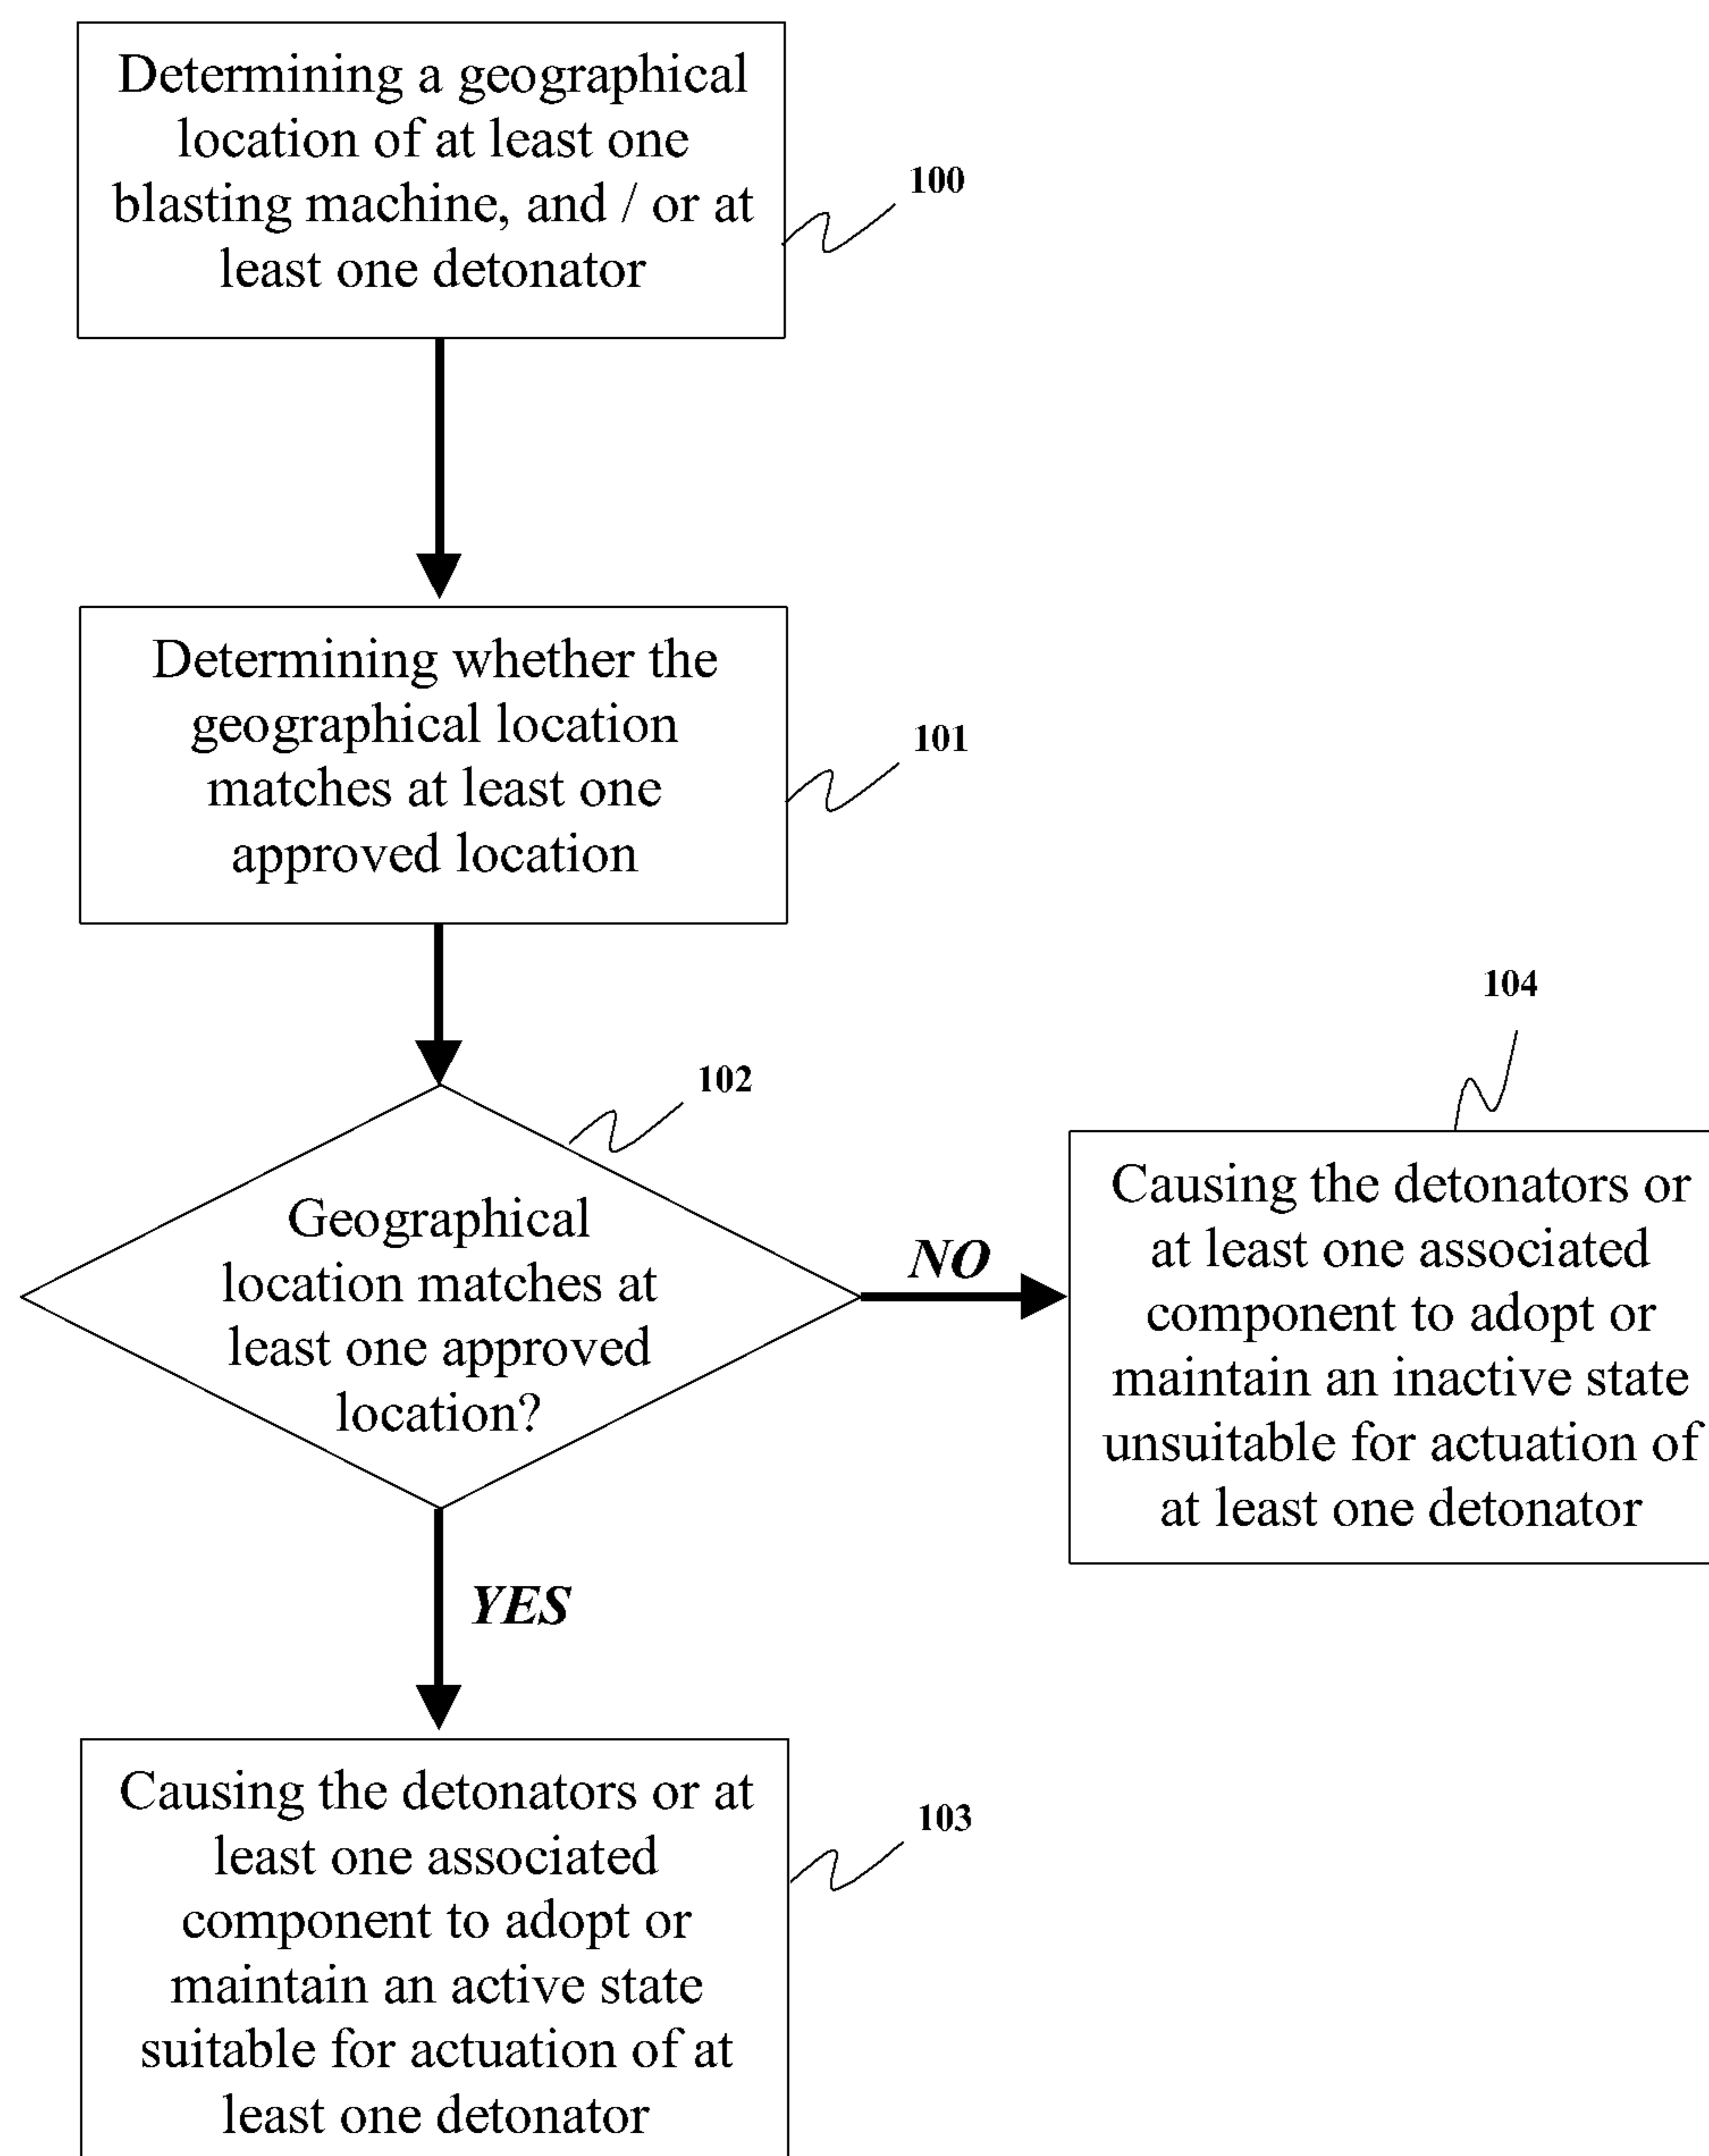 Determining a geographical
location of at least one
blasting machine, and / or at
least one detonator
100
Determining whether the
geographical location
matches at least one
approved location
101
102
Geographical
location matches at
least one approved
location?
NO
104
Causing the detonators or
at least one associated
component to adopt or
maintain an inactive state
unsuitable for actuation of
at least one detonator
YES
Causing the detonators or at
least one associated
component to adopt or
maintain an active state
suitable for actuation of at
least one detonator
103